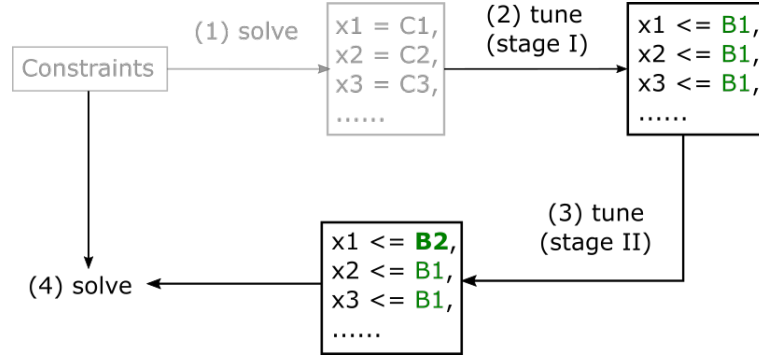 (1) solve
Constraints
x1 = C1,
x2 = C2,
x3 = C3,
......
(2) tune
(stage I)
x1 <= B1,
x2 <= B1,
x3 <= B1,
......
(3) tune
(stage II)
x1 <= B2,
x2 <= B1,
x3 <= B1,
......
(4) solve